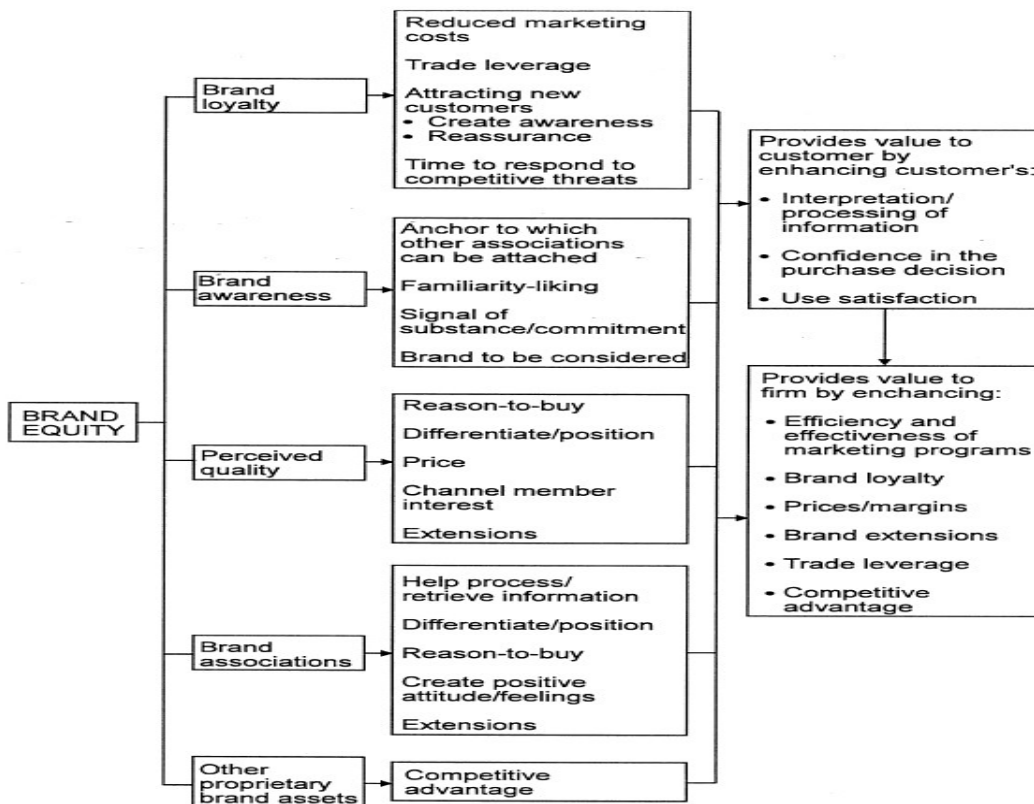 BRAND
EQUITY
Brand
loyalty
Reduced marketing
costs
Trade leverage
Attracting new
customers
• Create awareness
• Reassurance
Time to respond to
competitive threats
Brand
awareness
Anchor to which
other associations
can be attached
Familiarity-liking
Signal of
substance/commitment
Brand to be considered
Perceived
quality
Reason-to-buy
Differentiate/position
Price
Channel member
interest
Extensions
Brand
associations
Help process/
retrieve information
Differentiate/position
Reason-to-buy
Create positive
attitude/feelings
Extensions
Other
proprietary
brand assets
Competitive
advantage
Provides value to
customer by
enhancing customer's:
• Interpretation/
processing of
information
• Confidence in the
purchase decision
• Use satisfaction
Provides value to
firm by enchancing:
• Efficiency and
effectiveness of
marketing programs
• Brand loyalty
• Prices/margins
• Brand extensions
• Trade leverage
• Competitive
advantage